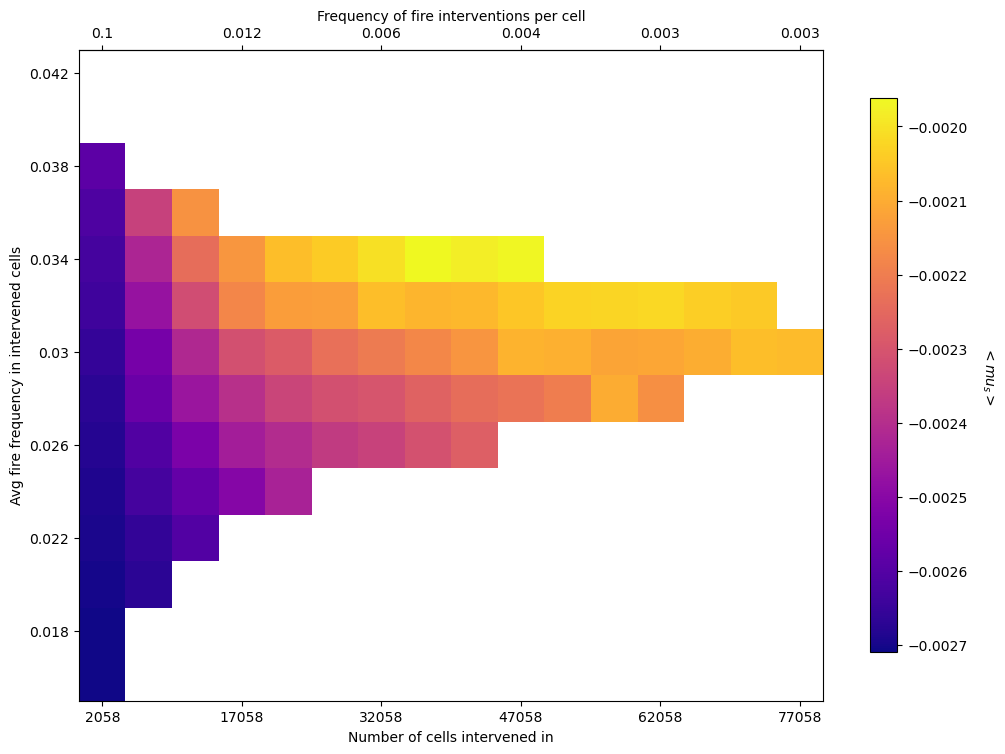 Frequency of fire interventions per cell
0.1 0.012 0.006 0.004 0.003 0.003
0.042
0.038
0.034
0.03
0.026
0.022
0.018
Avg fire frequency in intervened cells
2058 17058 32058 47058 62058 77058
Number of cells intervened in
−0.0020
−0.0021
−0.0022
−0.0023
−0.0024
−0.0025
−0.0026
−0.0027
< mu_s >